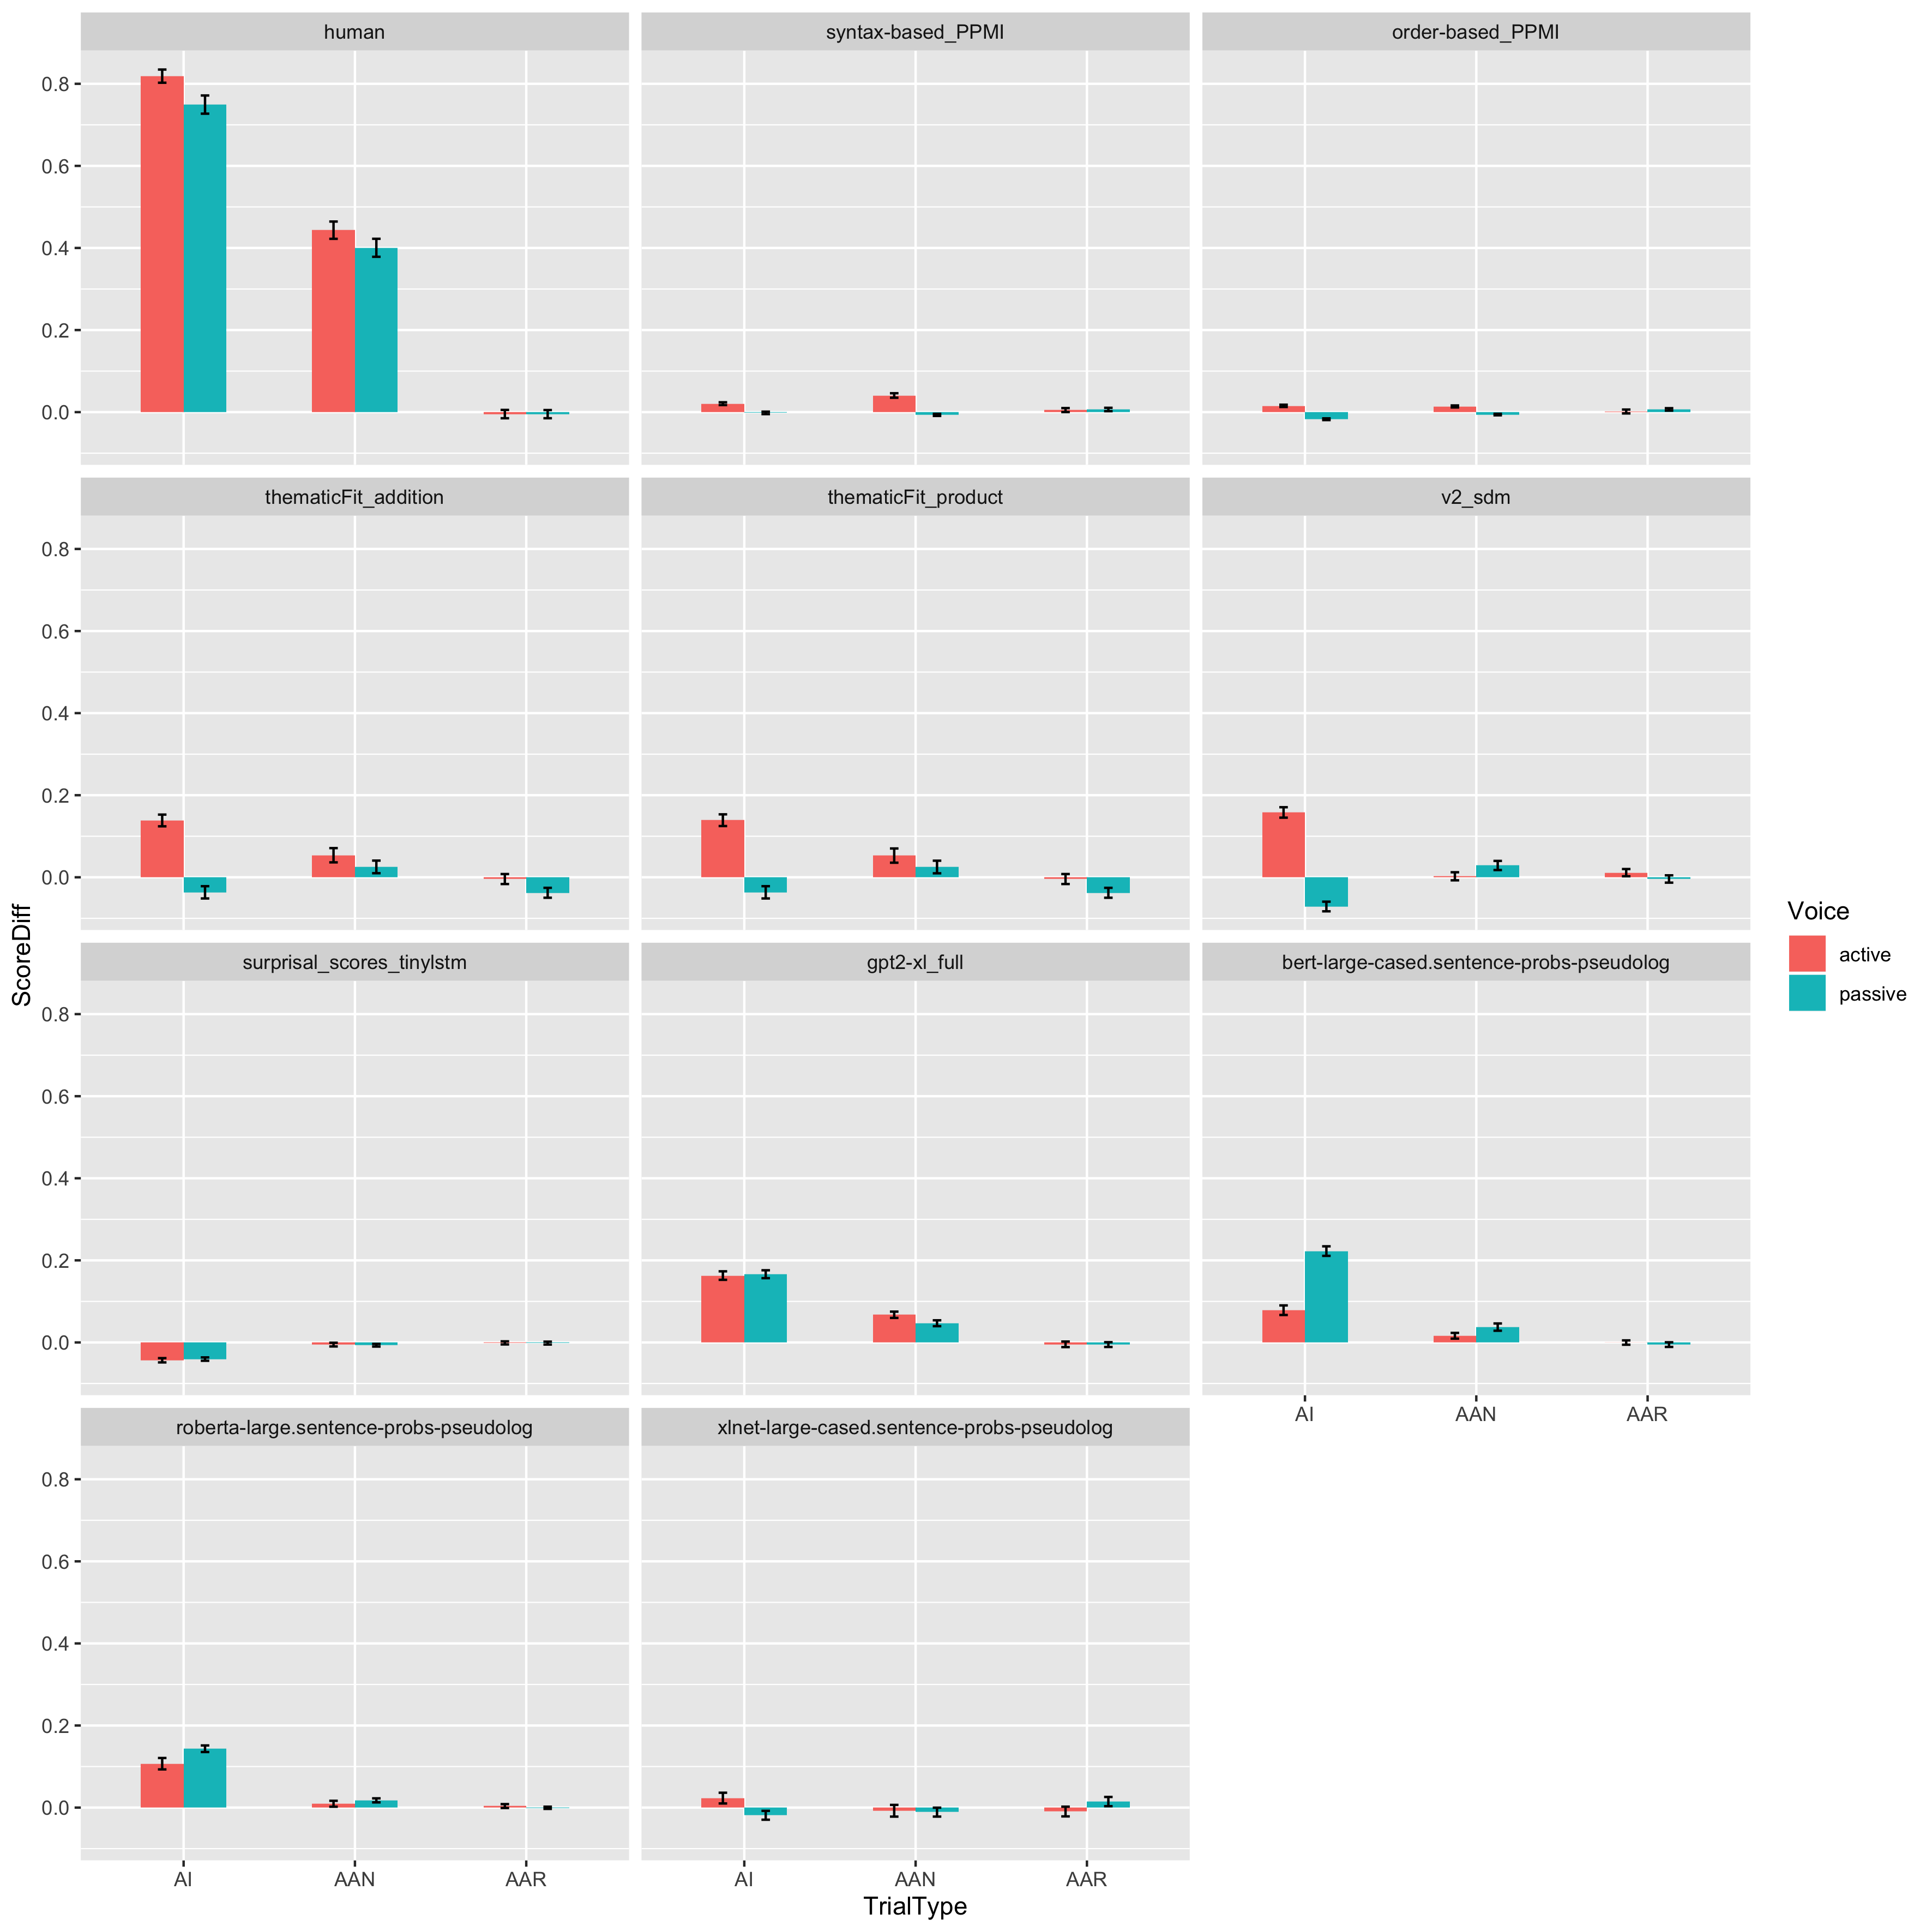 human
syntax-based_PPMI
order-based_PPMI
0.8
0.6
0.4
0.2
0.0
thematicFit_addition
thematicFit_product
v2_sdm
0.8
0.6
0.4
0.2
0.0
surprisal_scores_tinylstm
gpt2-xl_full
bert-large-cased.sentence-probs-pseudolog
0.8
0.6
0.4
0.2
0.0
AI AAN AAR
roberta-large.sentence-probs-pseudolog
xlnet-large-cased.sentence-probs-pseudolog
0.8
0.6
0.4
0.2
0.0
AI AAN AAR
AI AAN AAR
TrialType
ScoreDiff
Voice
active
passive